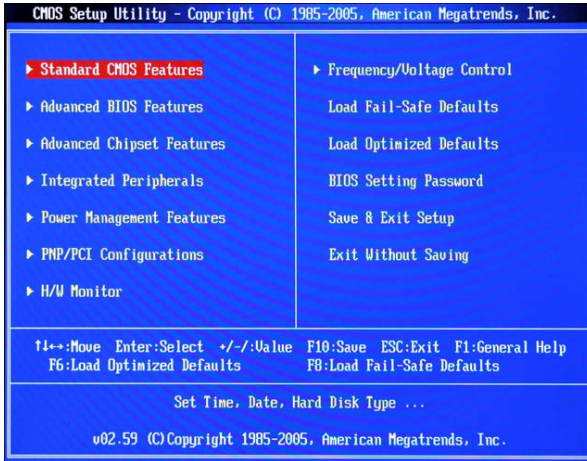 CMOS Setup Utility - Copyright (C) 1985-2005, American Megatrends, Inc.
▶ Standard CMOS Features
▶ Advanced BIOS Features
▶ Advanced Chipset Features
▶ Integrated Peripherals
▶ Power Management Features
▶ PNP/PCI Configurations
▶ H/W Monitor
▶ Frequency/Voltage Control
Load Fail-Safe Defaults
Load Optimized Defaults
BIOS Setting Password
Save & Exit Setup
Exit Without Saving
↑↓↔:Move Enter:Select +/-/:Value F10:Save ESC:Exit F1:General Help
F6:Load Optimized Defaults F8:Load Fail-Safe Defaults
Set Time, Date, Hard Disk Type ...
v02.59 (C)Copyright 1985-2005, American Megatrends, Inc.